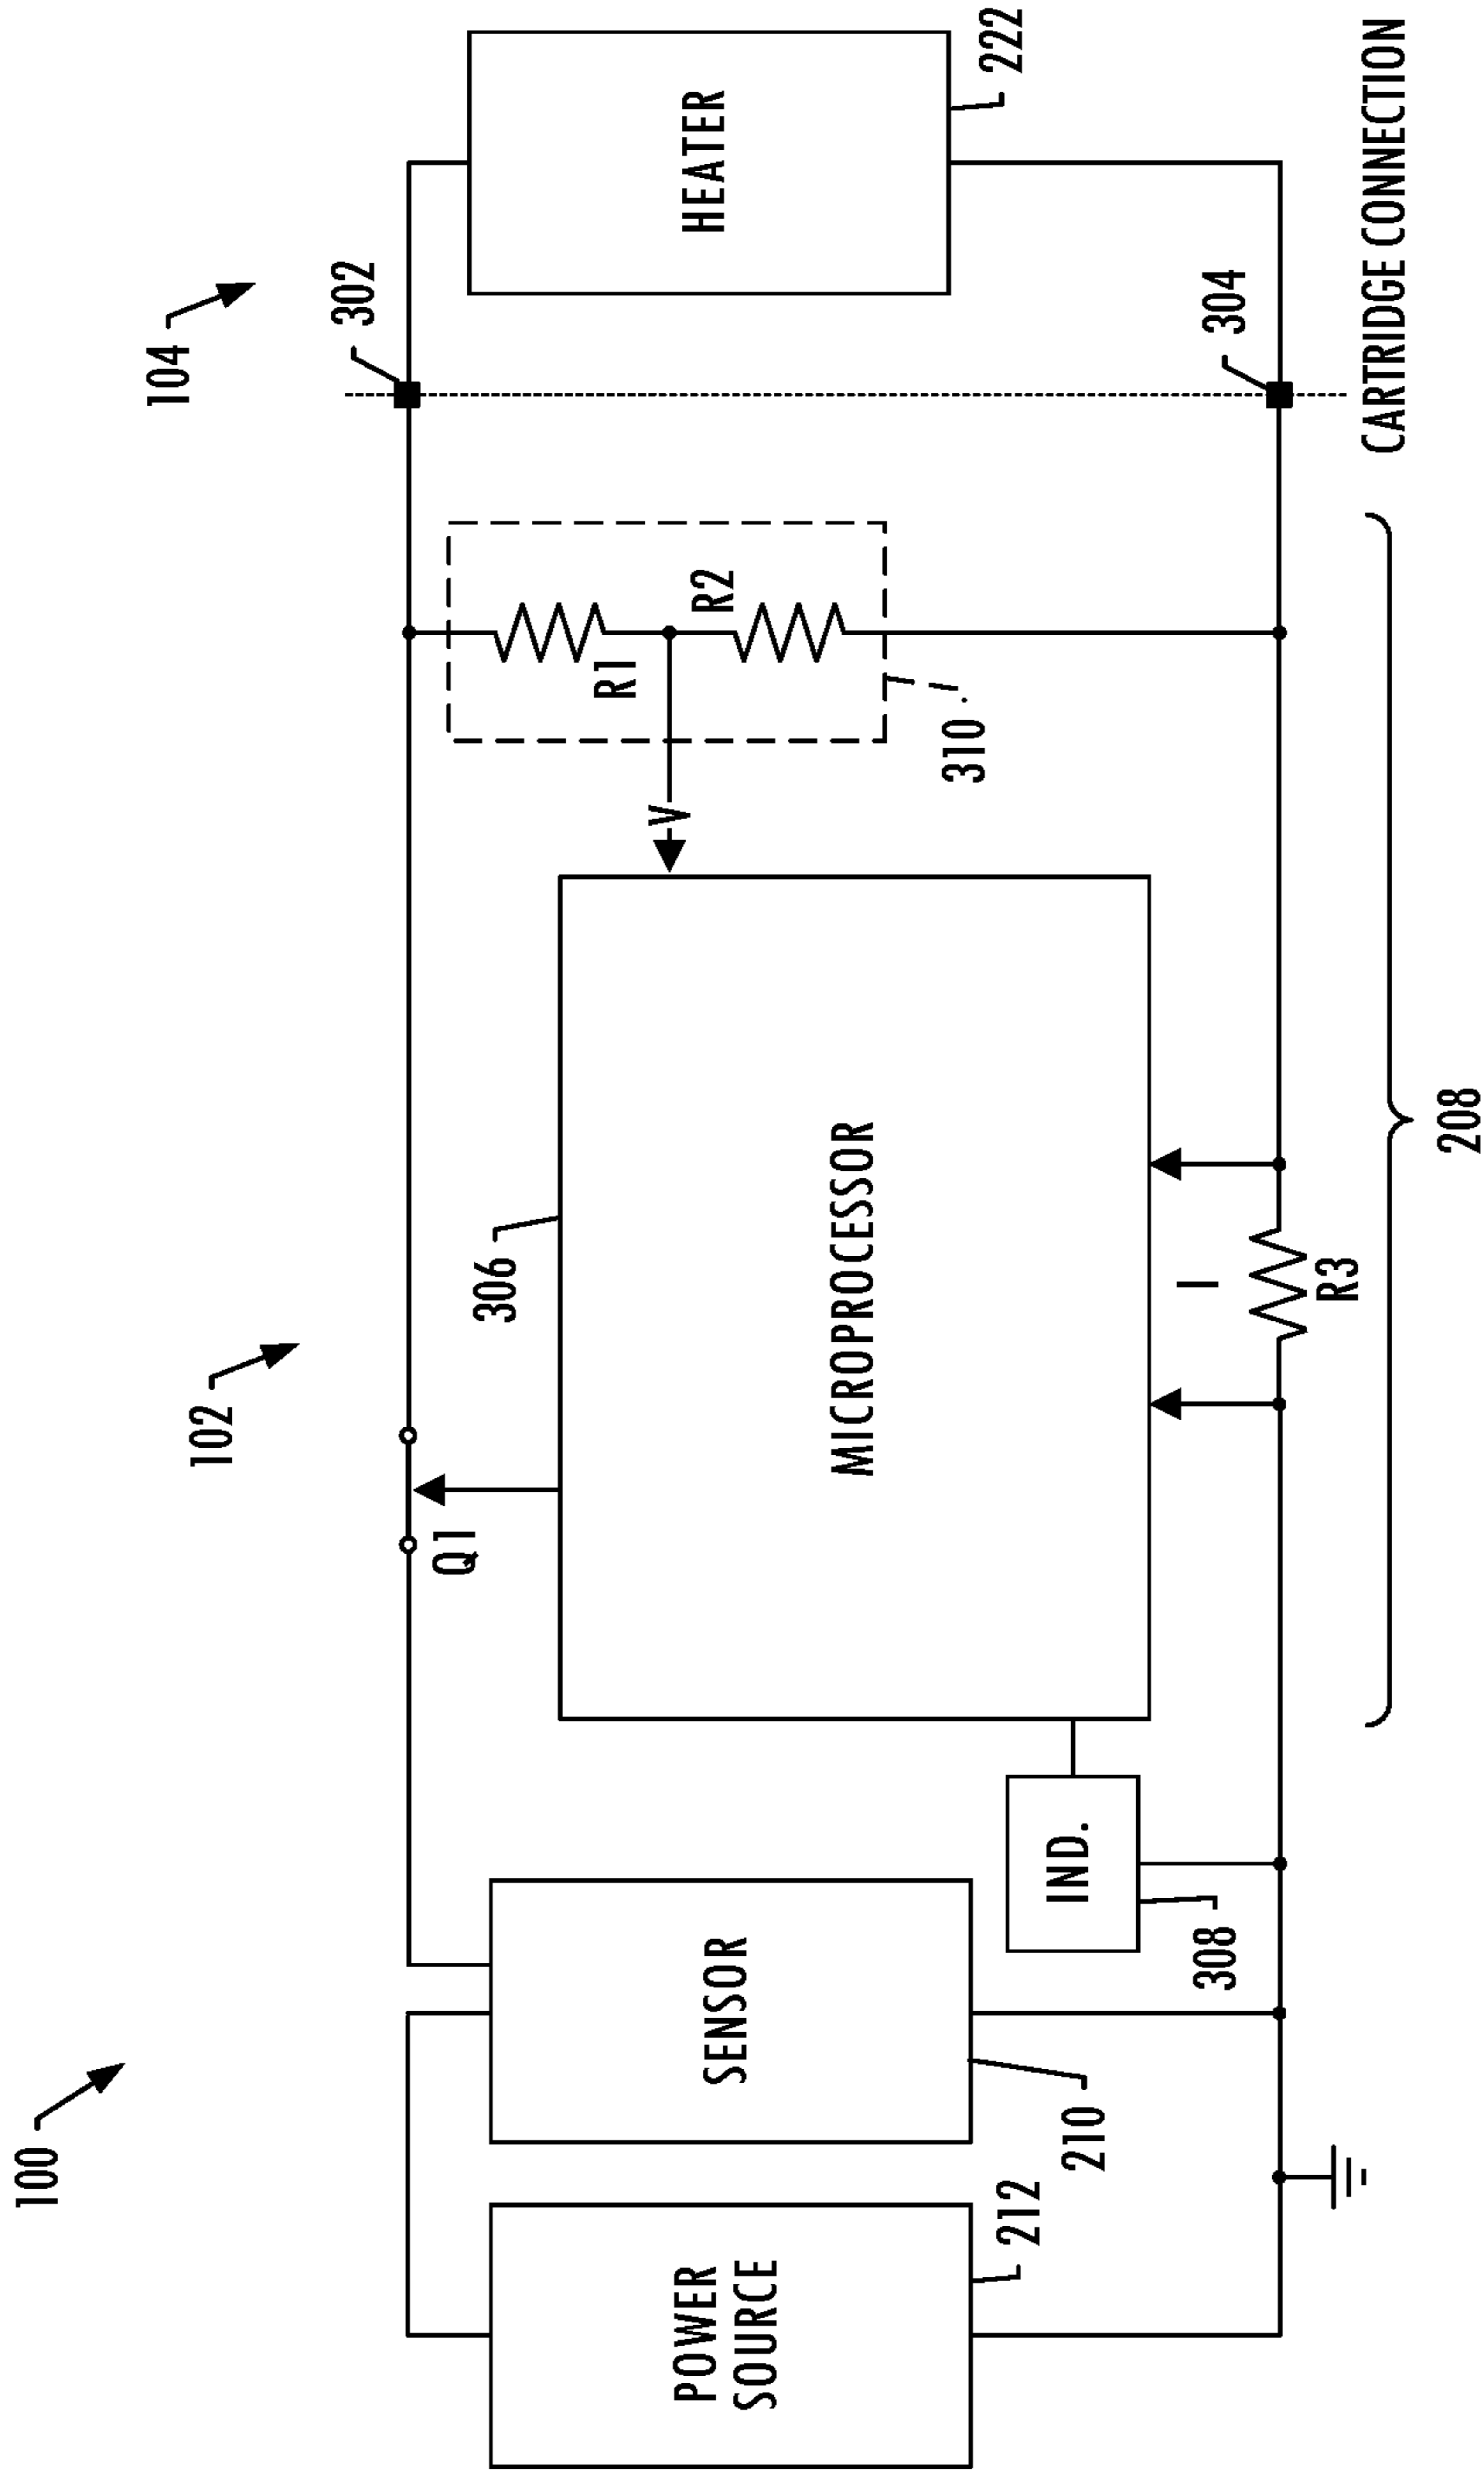 100
102
104
302
Q1
306
POWER
SOURCE
SENSOR
MICROPROCESSOR
V
R1
R2
HEATER
212
210
IND.
308
I
R3
310
222
304
208
CARTRIDGE CONNECTION